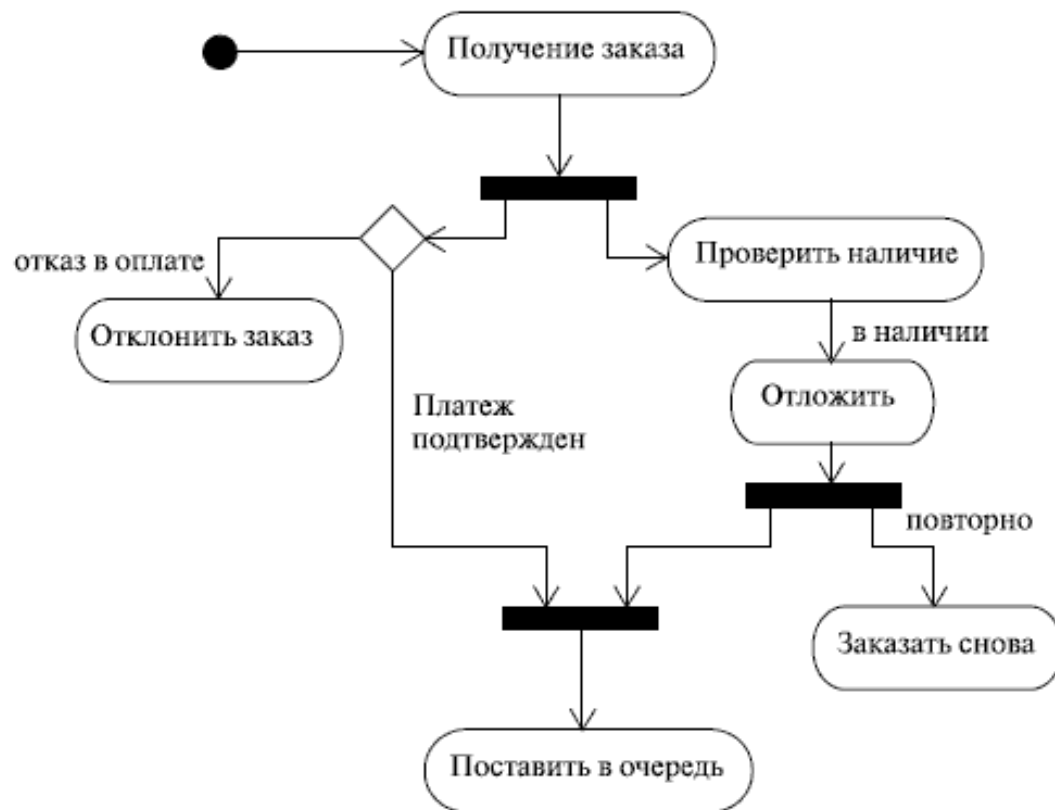 Получение заказа
отказ в оплате
Проверить наличие
Отклонить заказ
в наличии
Отложить
Платеж
подтвержден
повторно
Заказать снова
Поставить в очередь